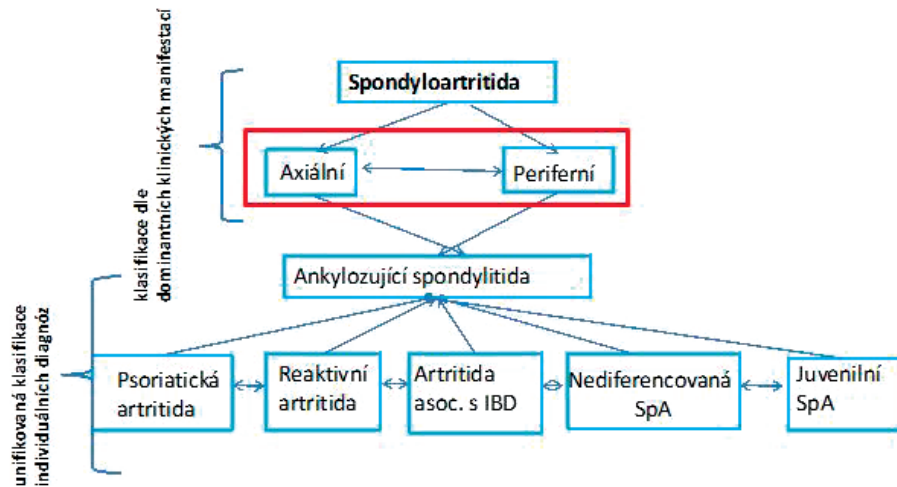 klasifikace dle
dominantních klinických manifestací
Spondyloartritida
Axiální
Periferní
unifikovaná klasifikace
individuálních diagnóz
Ankylozující spondylitida
Psoriatická
artritida
Reaktivní
artritida
Artritida
asoc. s IBD
Nediferencovaná
SpA
Juvenilní
SpA